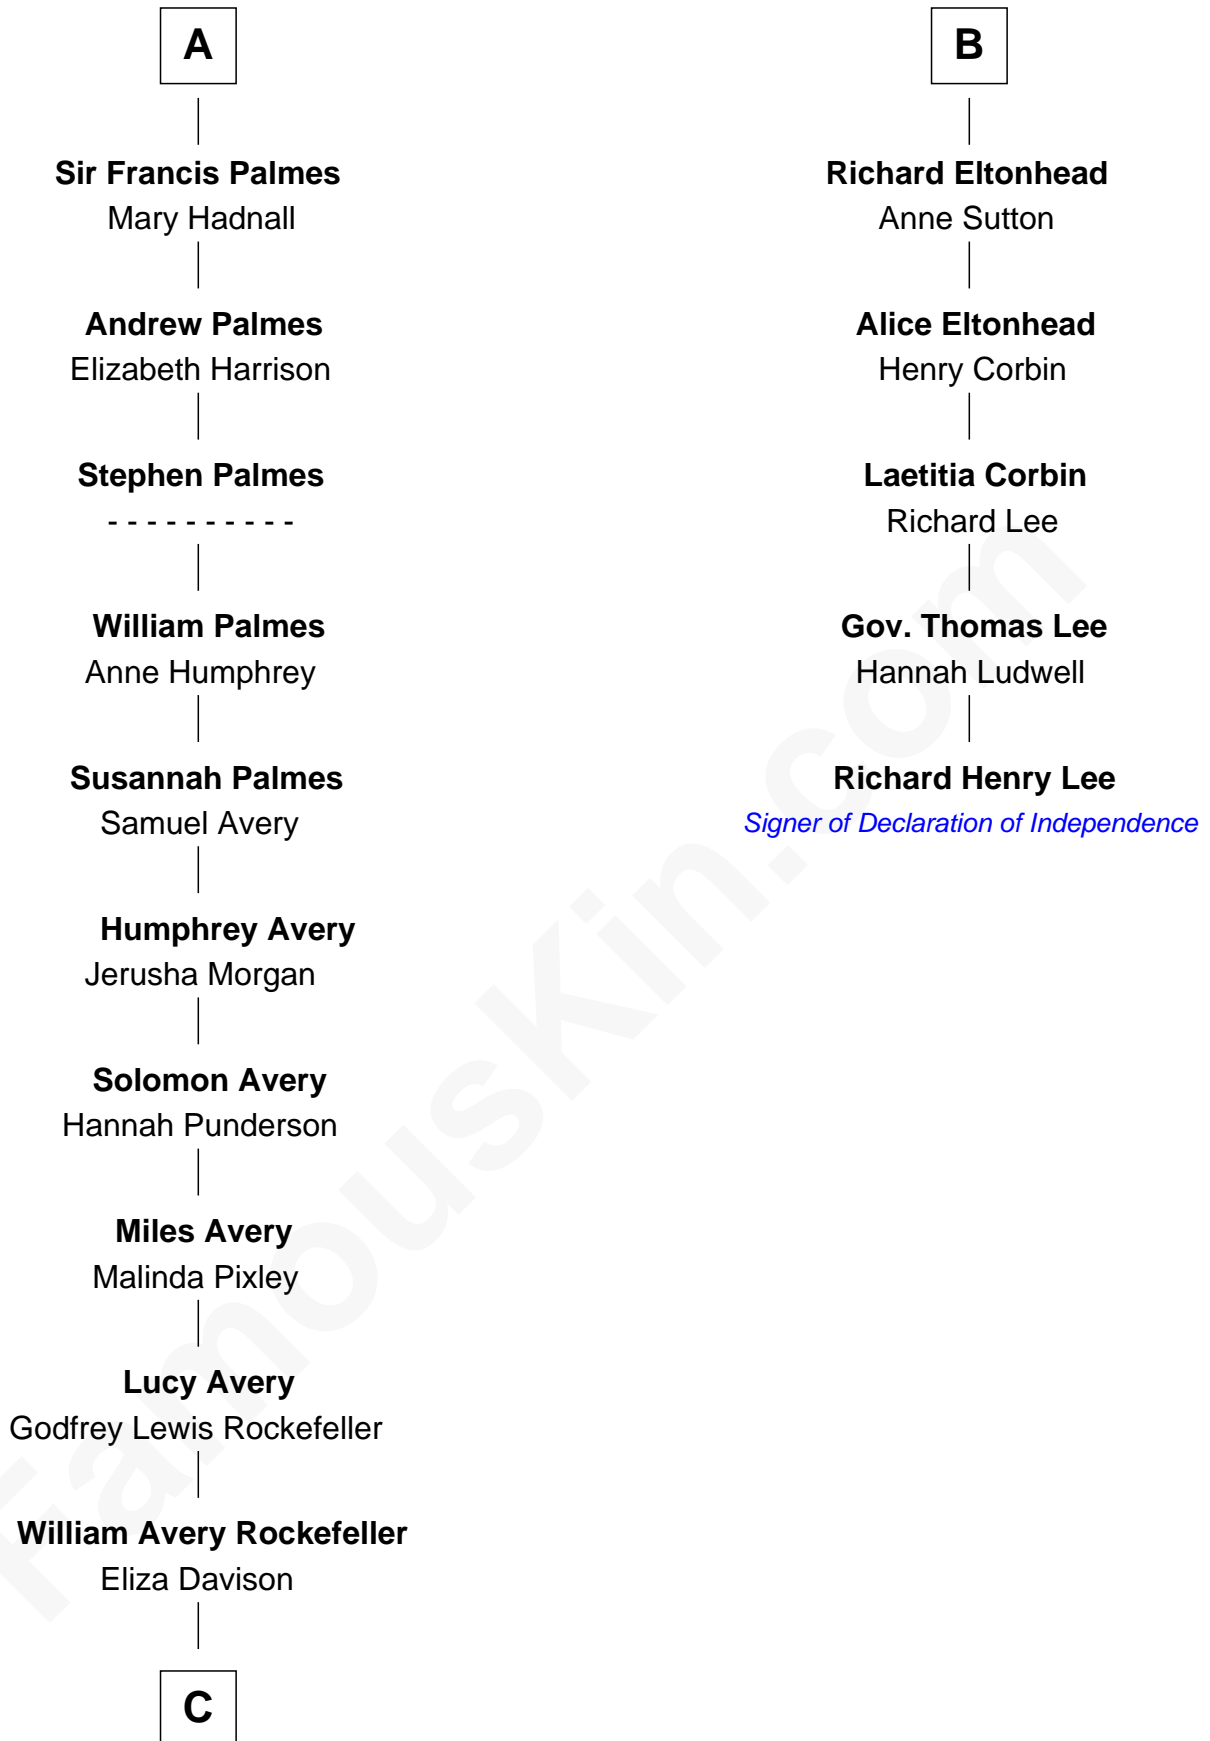 A
Sir Francis Palmes
Mary Hadnall
Andrew Palmes
Elizabeth Harrison
Stephen Palmes
- - - - - - - - - -
William Palmes
Anne Humphrey
Susannah Palmes
Samuel Avery
Humphrey Avery
Jerusha Morgan
Solomon Avery
Hannah Punderson
Miles Avery
Malinda Pixley
Lucy Avery
Godfrey Lewis Rockefeller
William Avery Rockefeller
Eliza Davison
C
B
Richard Eltonhead
Anne Sutton
Alice Eltonhead
Henry Corbin
Laetitia Corbin
Richard Lee
Gov. Thomas Lee
Hannah Ludwell
Richard Henry Lee
Signer of Declaration of Independence
FamousKin.com